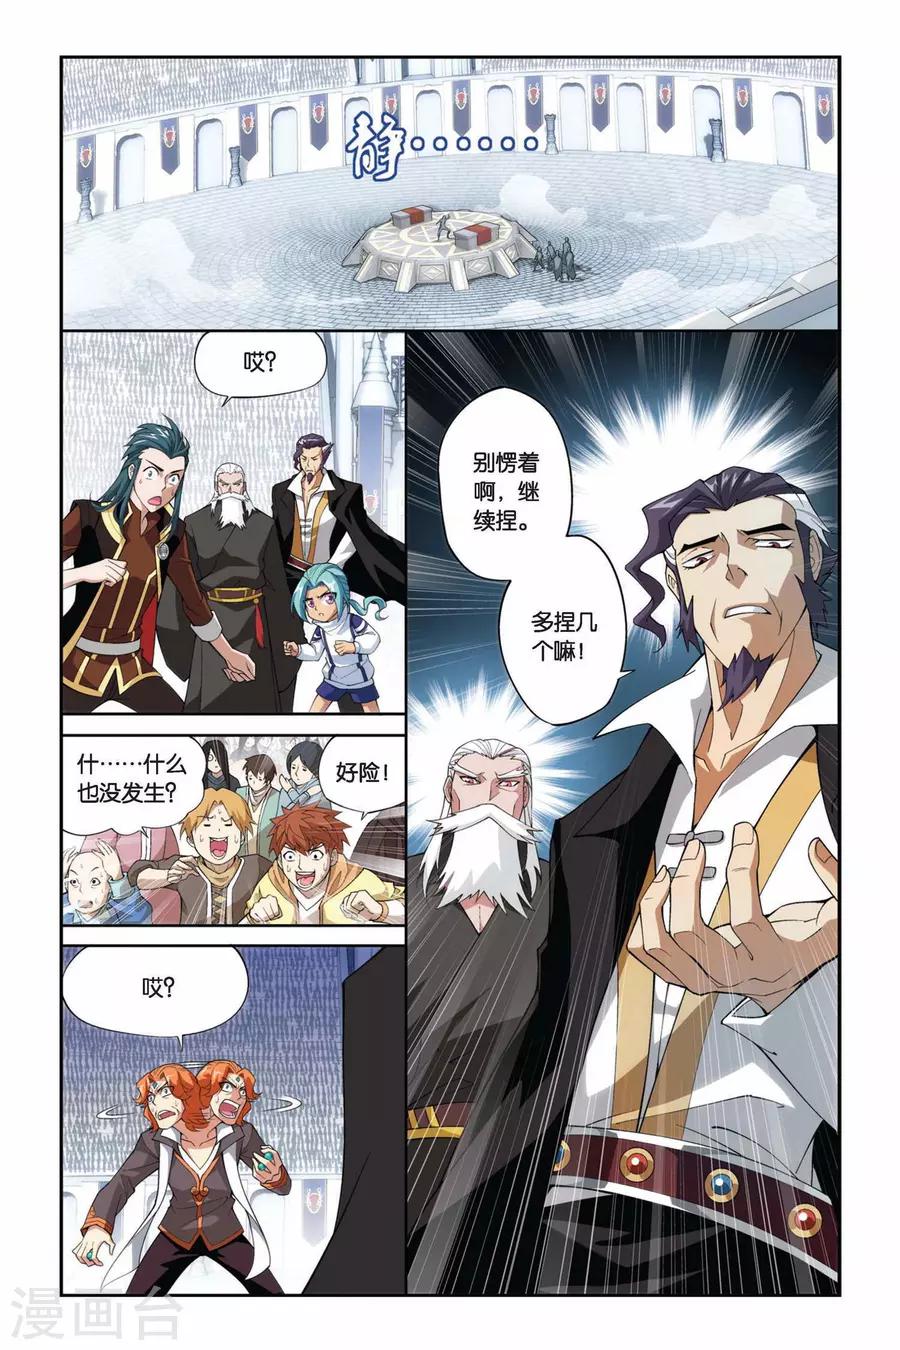 静……
哎？
别愣着
啊，继
续捏。
多捏几
个嘛！
什……什么
也没发生？
好险！
哎？
漫画台